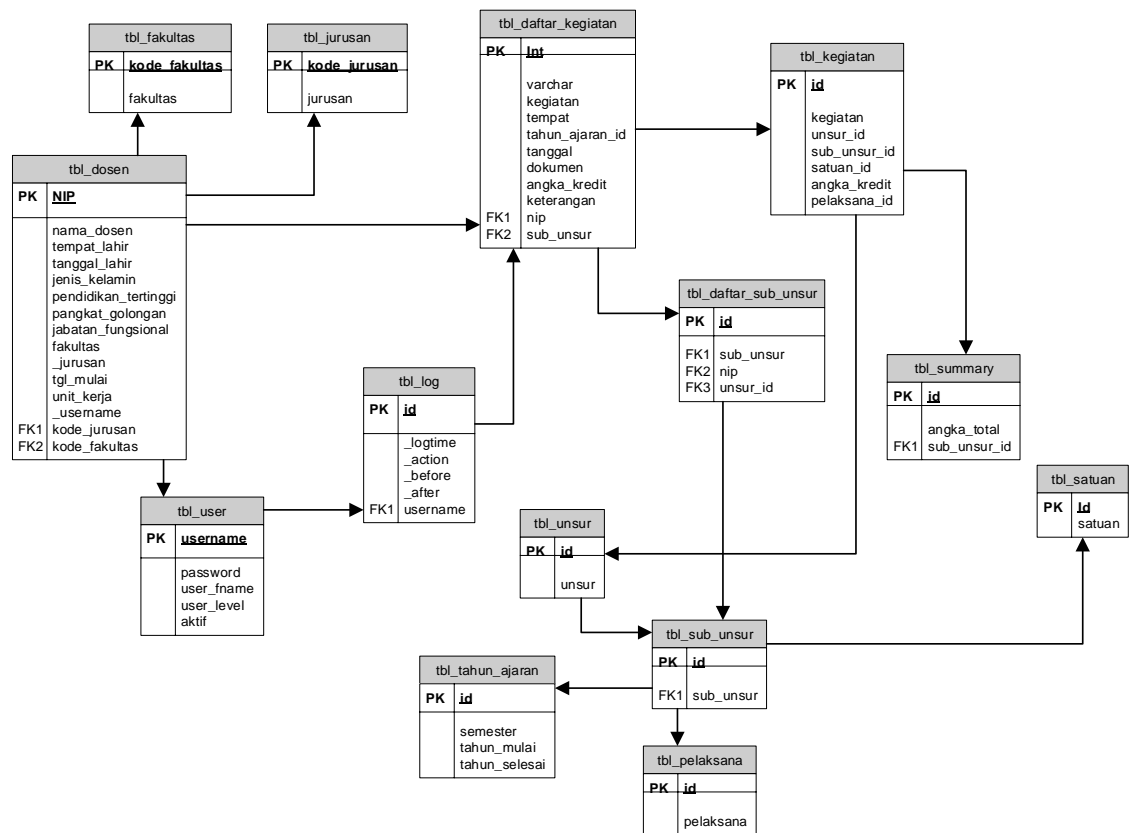 tbl_fakultas
PK kode_fakultas
fakultas
tbl_jurusan
PK kode_jurusan
jurusan
tbl_daftar_kegiatan
PK Int
varchar
kegiatan
tempat
tahun_ajaran_id
tanggal
dokumen
angka_kredit
keterangan
FK1 nip
FK2 sub_unsur
tbl_kegiatan
PK id
kegiatan
unsur_id
sub_unsur_id
satuan_id
angka_kredit
pelaksana_id
tbl_dosen
PK NIP
nama_dosen
tempat_lahir
tanggal_lahir
jenis_kelamin
pendidikan_tertinggi
pangkat_golongan
jabatan_fungsional
fakultas
_jurusan
tgl_mulai
unit_kerja
_username
FK1 kode_jurusan
FK2 kode_fakultas
tbl_daftar_sub_unsur
PK id
FK1 sub_unsur
FK2 nip
FK3 unsur_id
tbl_summary
PK id
angka_total
FK1 sub_unsur_id
tbl_log
PK id
_logtime
_action
_before
_after
FK1 username
tbl_user
PK username
password
user_fname
user_level
aktif
tbl_unsur
PK id
unsur
tbl_satuan
PK Id
satuan
tbl_sub_unsur
PK id
FK1 sub_unsur
tbl_tahun_ajaran
PK id
semester
tahun_mulai
tahun_selesai
tbl_pelaksana
PK id
pelaksana